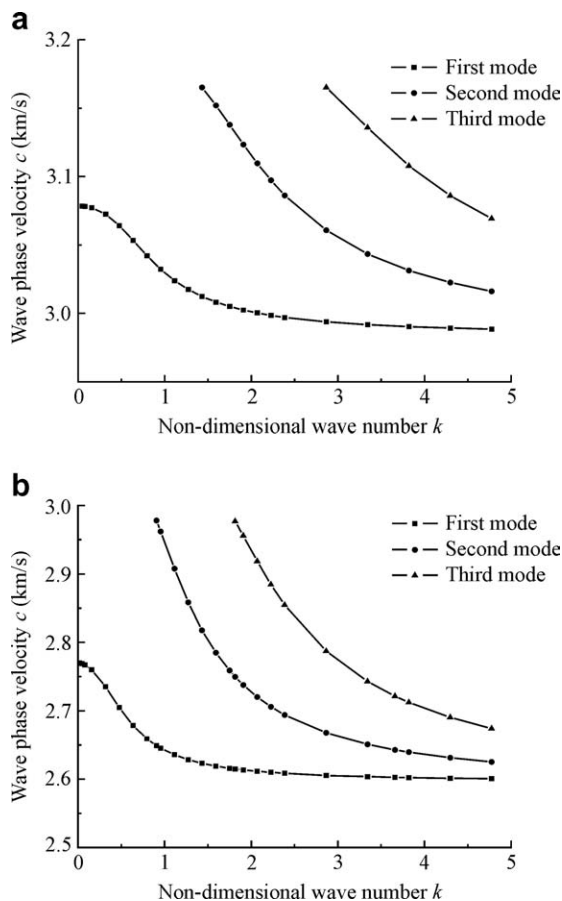 a
3.2
3.1
3.0
Wave phase velocity c (km/s)
First mode
Second mode
Third mode
0 1 2 3 4 5
Non-dimensional wave number k
b
3.0
2.9
2.8
2.7
2.6
2.5
Wave phase velocity c (km/s)
First mode
Second mode
Third mode
0 1 2 3 4 5
Non-dimensional wave number k